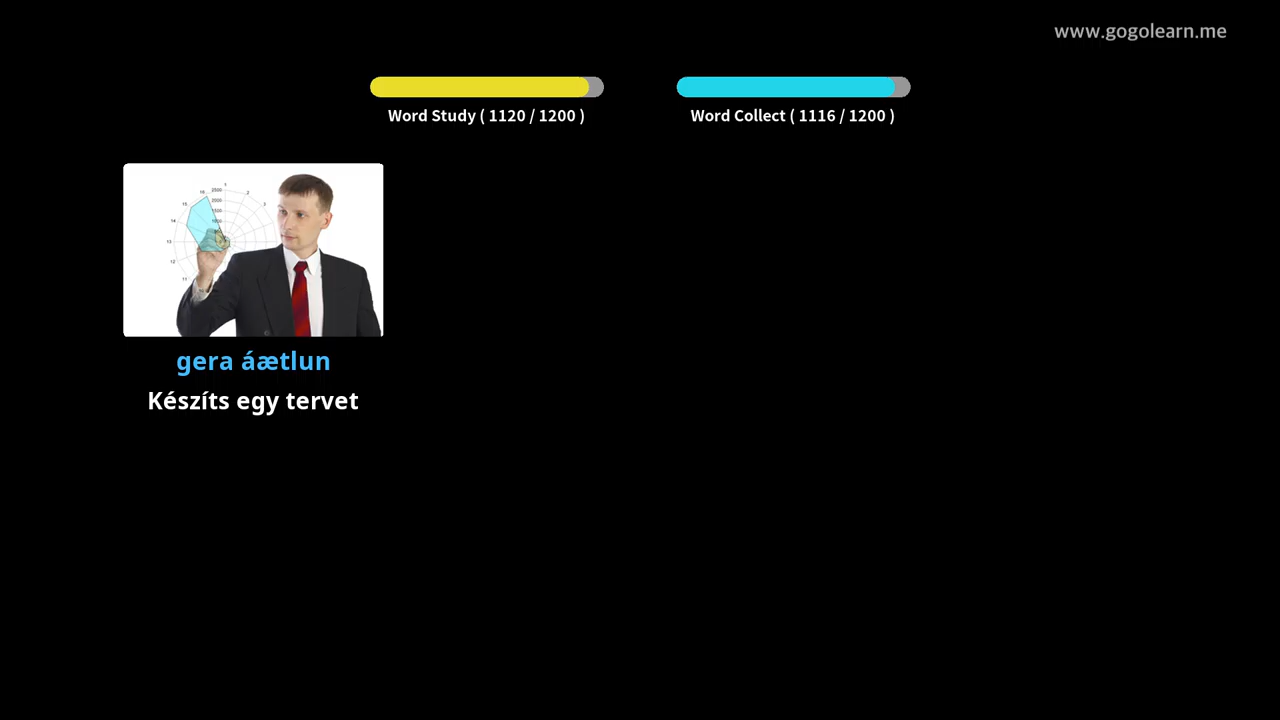 www.gogolearn.me
Word Study ( 1120 / 1200 )
Word Collect ( 1116 / 1200 )
gera áætlun
Készíts egy tervet